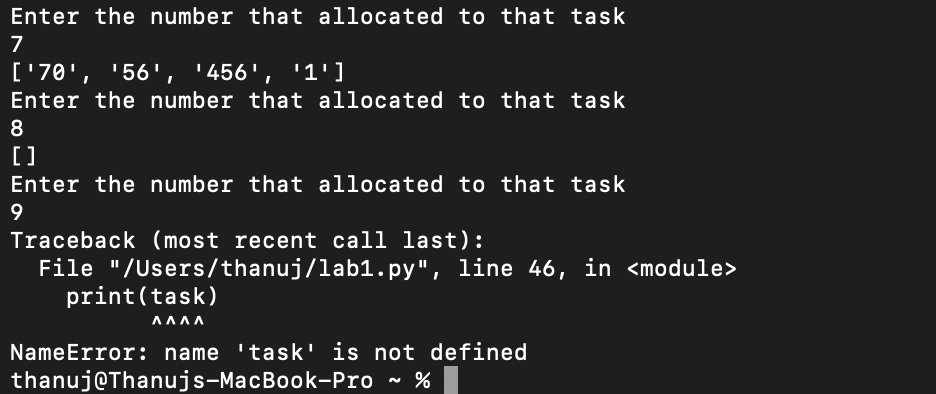 Enter the number that allocated to that task
7
['70', '56', '456', '1']
Enter the number that allocated to that task
8
[]
Enter the number that allocated to that task
9
Traceback (most recent call last):
  File "/Users/thanuj/lab1.py", line 46, in <module>
    print(task)
          ^^^^
NameError: name 'task' is not defined
thanuj@Thanujs-MacBook-Pro ~ %